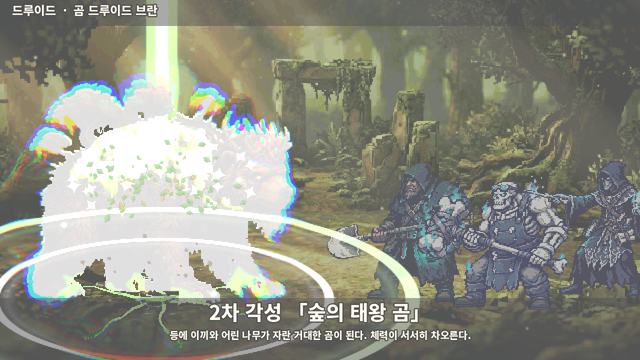 드루이드 · 곰 드루이드 브란
2차 각성 「숲의 태왕 곰」
등에 이끼와 어린 나무가 자란 거대한 곰이 된다. 체력이 서서히 차오른다.